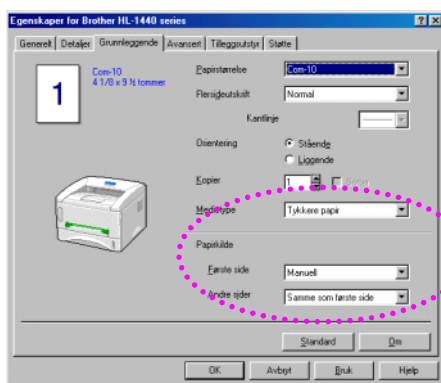 Egenskaper for Brother HL-1440 series
Generelt Detaljer Grunnleggende Avansert Tilleggsutstyr Støtte
1
Com-10
4 1/8 x 9 ½ tommer
Papirstørrelse Com-10
Flersideutskrift Normal
Kantlinje
Orientering Stående
Liggende
Kopier 1
Medietype Tykkere papir
Papirkilde
Første side Manuell
Andre sider Samme som første side
Standard Om
OK Avbryt Bruk Hjelp